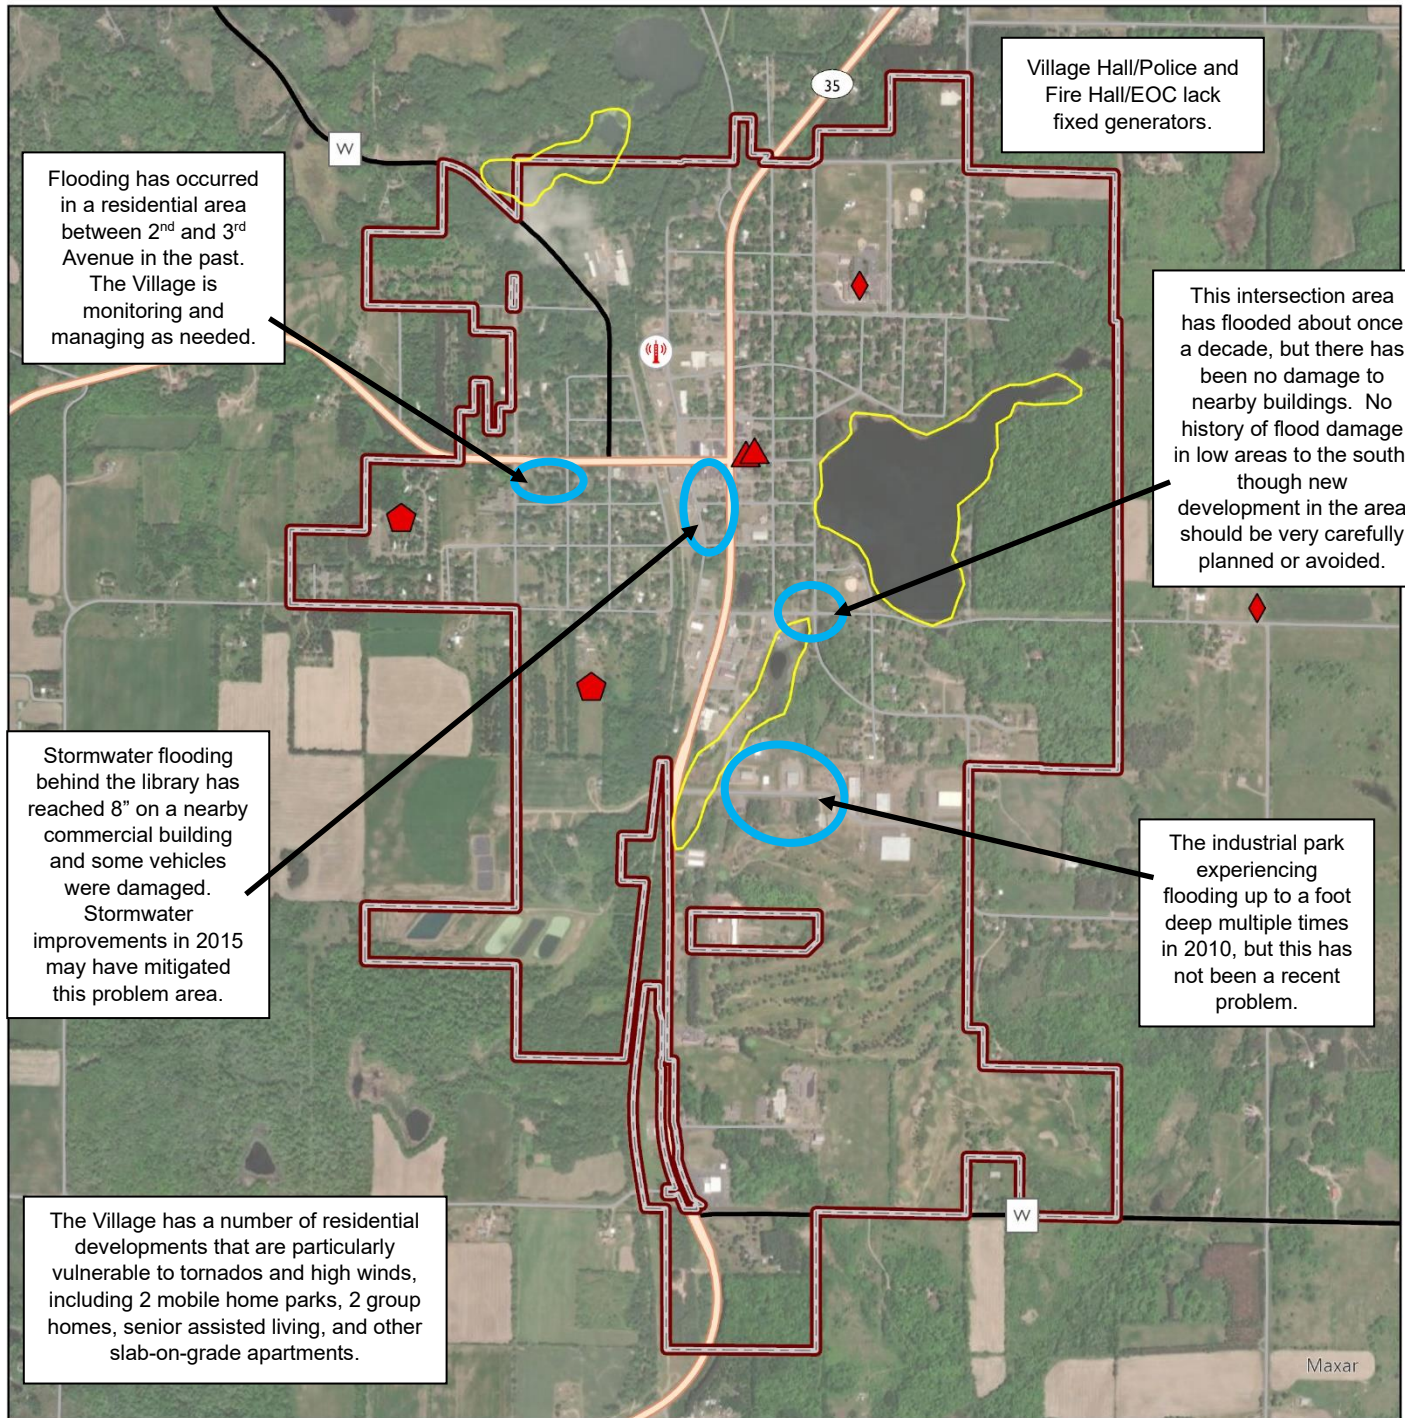 35
Village Hall/Police and
Fire Hall/EOC lack
fixed generators.
W
Flooding has occurred
in a residential area
between 2nd and 3rd
Avenue in the past.
The Village is
monitoring and
managing as needed.
This intersection area
has flooded about once
a decade, but there has
been no damage to
nearby buildings. No
history of flood damage
in low areas to the south
though new
development in the area
should be very carefully
planned or avoided.
Stormwater flooding
behind the library has
reached 8” on a nearby
commercial building
and some vehicles
were damaged.
Stormwater
improvements in 2015
may have mitigated
this problem area.
The industrial park
experiencing
flooding up to a foot
deep multiple times
in 2010, but this has
not been a recent
problem.
The Village has a number of residential
developments that are particularly
vulnerable to tornados and high winds,
including 2 mobile home parks, 2 group
homes, senior assisted living, and other
slab-on-grade apartments.
W
Maxar